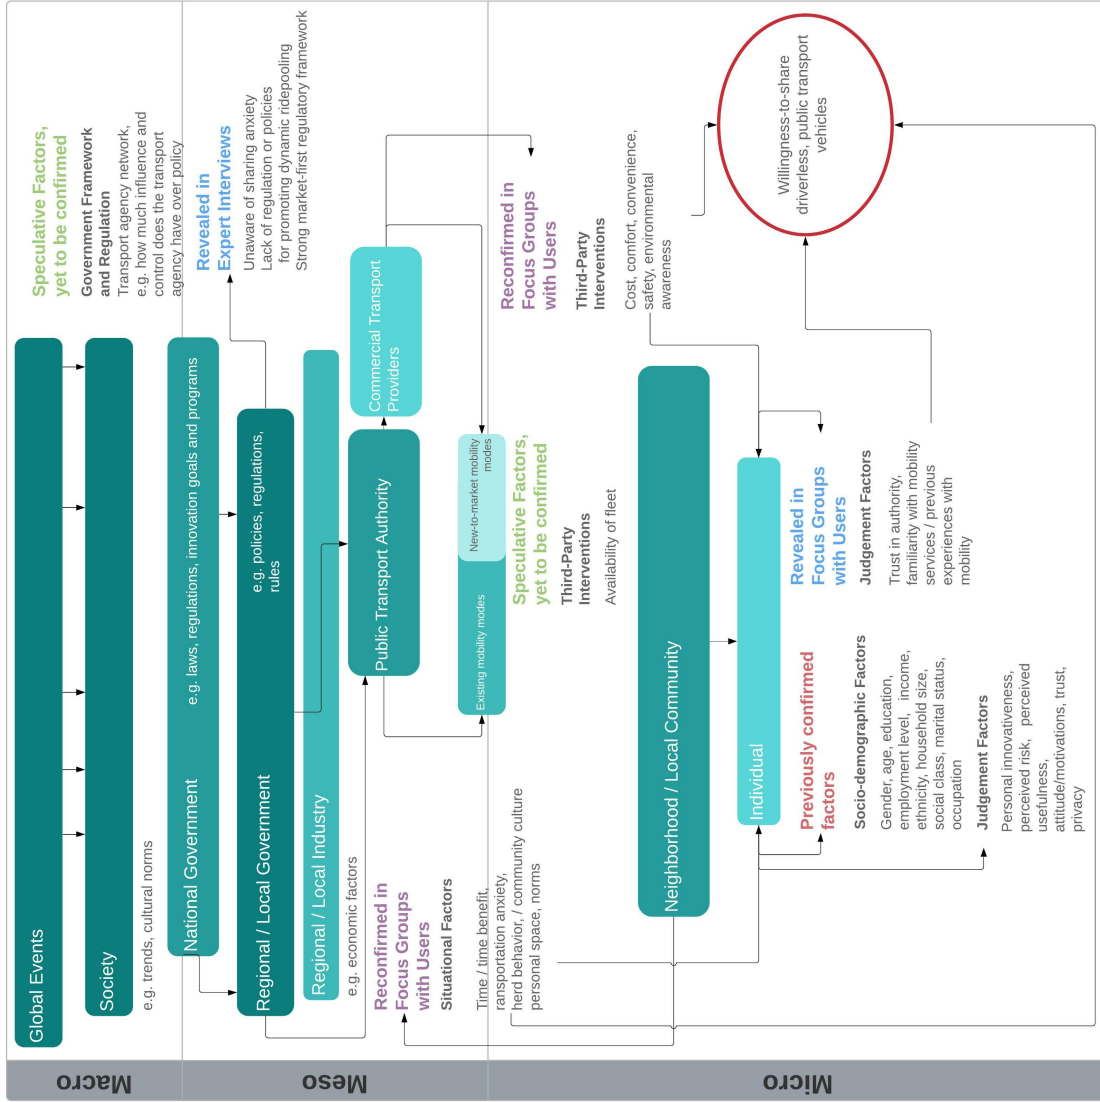 Macro
Global Events
Society
e.g. trends, cultural norms
Speculative Factors,
yet to be confirmed
Government Framework
and Regulation
Transport agency network,
e.g. how much influence and
control does the transport
agency have over policy
Meso
National Government
e.g. laws, regulations, innovation goals and programs
Regional / Local Government
e.g. policies, regulations,
rules
Revealed in
Expert Interviews
Unaware of sharing anxiety
Lack of regulation or policies
for promoting dynamic ridepooling
Strong market-first regulatory framework
Regional / Local Industry
e.g. economic factors
Public Transport Authority
Commercial Transport
Providers
Existing mobility modes
New-to-market mobility
modes
Reconfirmed in
Focus Groups
with Users
Situational Factors
Time / time benefit,
ransportation anxiety,
herd behavior, / community culture
personal space, norms
Micro
Speculative Factors,
yet to be confirmed
Third-Party
Interventions
Availability of fleet
Reconfirmed in
Focus Groups
with Users
Third-Party
Interventions
Cost, comfort, convenience,
safety, environmental
awareness
Neighborhood / Local Community
Individual
Previously confirmed
factors
Socio-demographic Factors
Gender, age, education,
employment level, income,
ethnicity, household size,
social class, marital status,
occupation
Judgement Factors
Personal innovativeness,
perceived risk, perceived
usefulness,
attitude/motivations, trust,
privacy
Revealed in
Focus Groups
with Users
Judgement Factors
Trust in authority,
familiarity with mobility
services / previous
experiences with
mobility
Willingness-to-share
driverless, public transport
vehicles